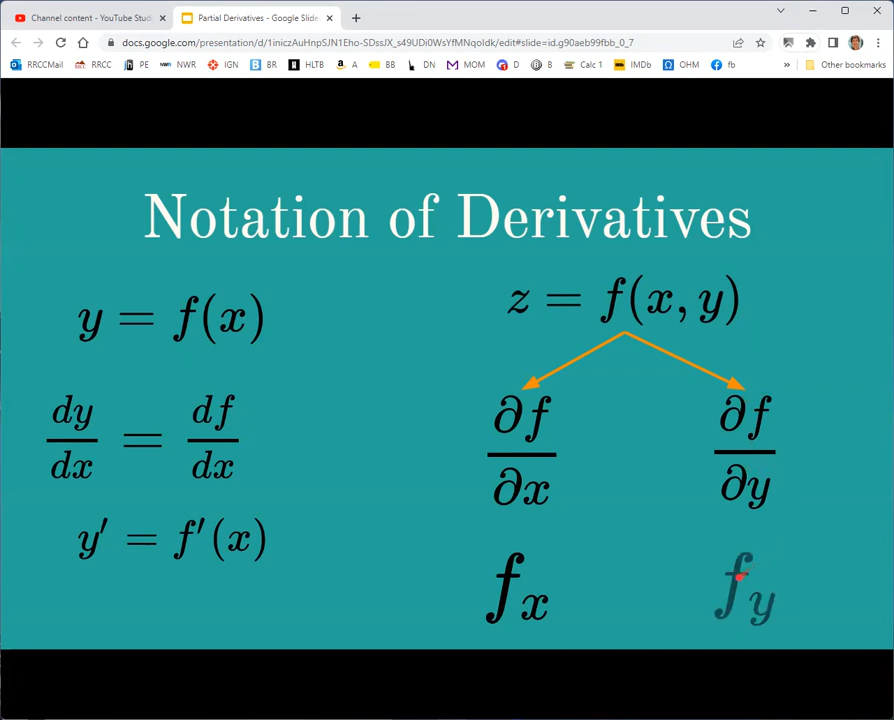 Channel content - YouTube Stud
Partial Derivatives - Google Slide
docs.google.com/presentation/d/1iniczAuHnpSJN1Eho-SDssJX_s49UDi0WsYfMNqoIdk/edit#slide=id.g90aeb99fbb_0_7
RRCCMail RRCC PE NWR IGN BR HLTB A BB DN MOM D B Calc 1 IMDb OHM fb » Other bookmarks
Notation of Derivatives
y = f(x)
z = f(x, y)
dy/dx = df/dx
∂f/∂x ∂f/∂y
y′ = f′(x)
f_x f_y